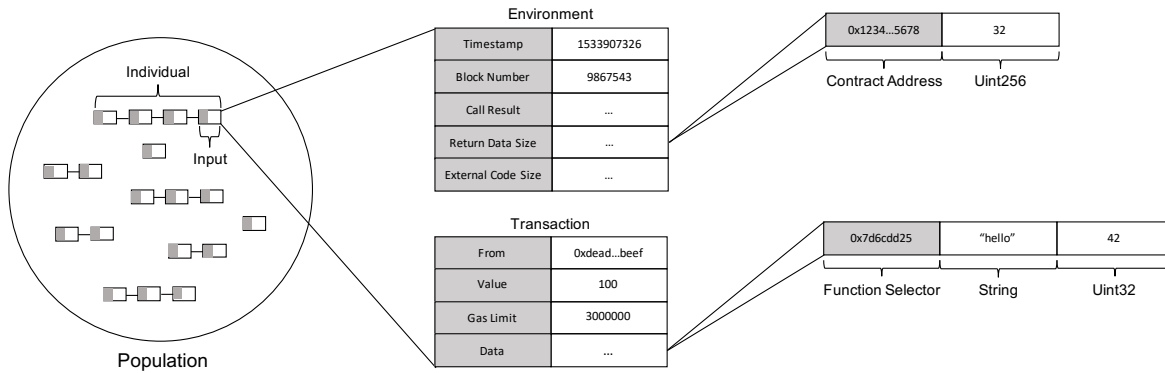 Individual
Input
Population
Environment
Timestamp 1533907326
Block Number 9867543
Call Result ...
Return Data Size ...
External Code Size ...
0x1234...5678 32
Contract Address Uint256
Transaction
From 0xdead...beef
Value 100
Gas Limit 3000000
Data ...
0x7d6cdd25 “hello” 42
Function Selector String Uint32